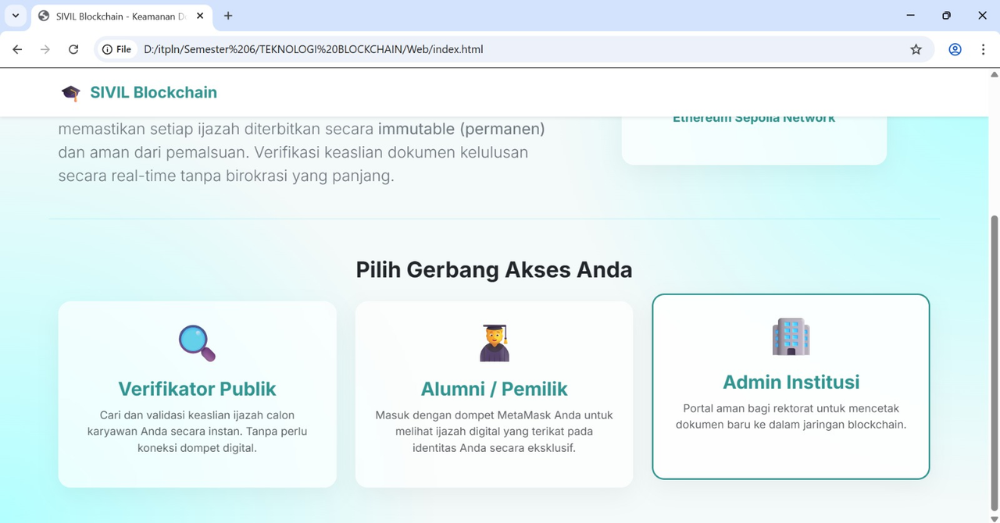 SIVIL Blockchain - Keamanan D
File
D:/itpln/Semester%206/TEKNOLOGI%20BLOCKCHAIN/Web/index.html
SIVIL Blockchain
memastikan setiap ijazah diterbitkan secara immutable (permanen)
dan aman dari pemalsuan. Verifikasi keaslian dokumen kelulusan
secara real-time tanpa birokrasi yang panjang.
Ethereum Sepolia Network
Pilih Gerbang Akses Anda
Verifikator Publik
Cari dan validasi keaslian ijazah calon
karyawan Anda secara instan. Tanpa perlu
koneksi dompet digital.
Alumni / Pemilik
Masuk dengan dompet MetaMask Anda untuk
melihat ijazah digital yang terikat pada
identitas Anda secara eksklusif.
Admin Institusi
Portal aman bagi rektorat untuk mencetak
dokumen baru ke dalam jaringan blockchain.